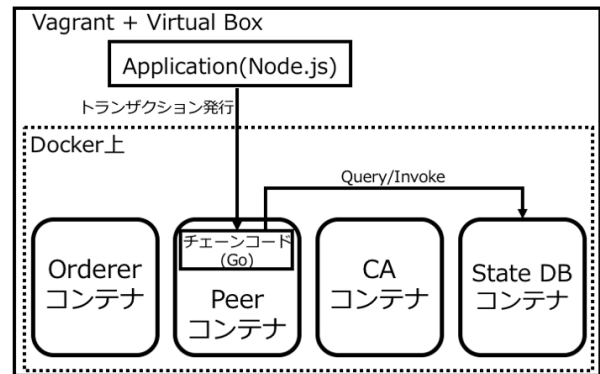 Vagrant + Virtual Box
Application(Node.js)
トランザクション発行
Docker上
Query/Invoke
Orderer
コンテナ
チェーンコード
(Go)
Peer
コンテナ
CA
コンテナ
State DB
コンテナ